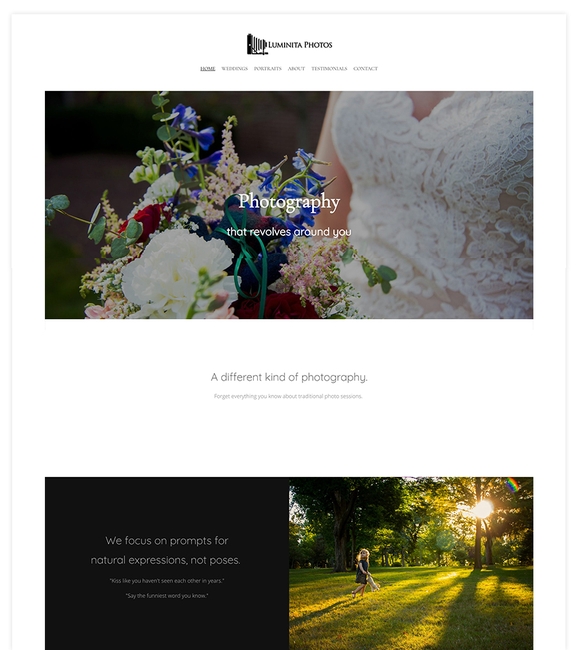 LUMINITA PHOTOS
HOME WEDDINGS PORTRAITS ABOUT TESTIMONIALS CONTACT
Photography
that revolves around you
A different kind of photography.
Forget everything you know about traditional photo sessions.
We focus on prompts for
natural expressions, not poses.
"Kiss like you haven't seen each other in years."
"Say the funniest word you know."